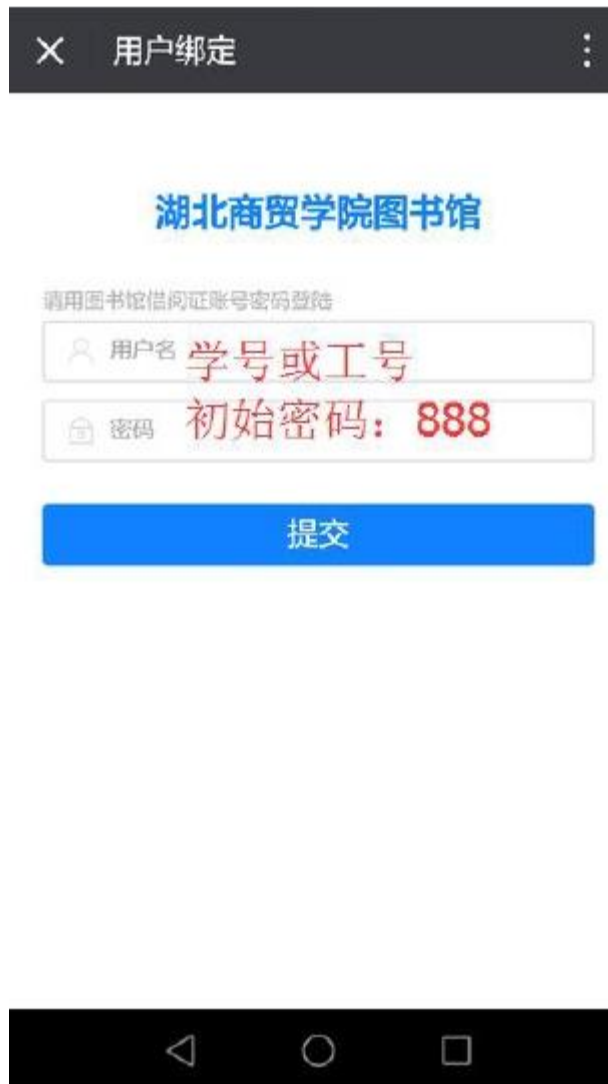 用户绑定
湖北商贸学院图书馆
请用图书馆借阅证账号密码登陆
用户名 学号或工号
密码 初始密码：888
提交